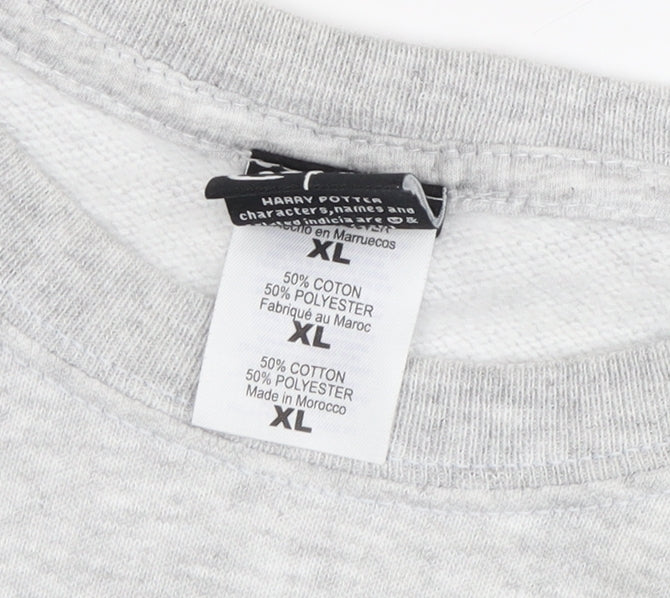 HARRY POTTER
characters, names and
indicia are © &
en Marruecos
XL
50% COTON
50% POLYESTER
Fabriqué au Maroc
XL
50% COTTON
50% POLYESTER
Made in Morocco
XL